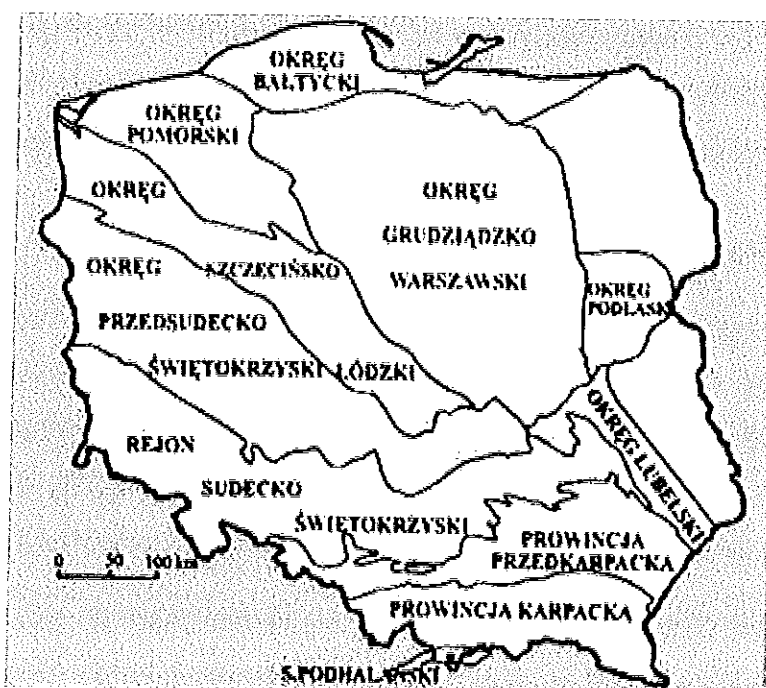 OKRĘG
BAŁTYCKI
OKRĘG
POMORSKI
OKRĘG
SZCZECIŃSKO
ŁÓDZKI
OKRĘG
GRUDZIĄDZKO
WARSZAWSKI
OKRĘG
PODLASKI
OKRĘG
PRZEDSUDECKO
ŚWIĘTOKRZYSKI
OKRĘG LUBELSKI
REJON
SUDECKO
ŚWIĘTOKRZYSKI
PROWINCJA
PRZEDKARPACKA
PROWINCJA KARPACKA
S.PODHALAŃSKI
0 50 100 km